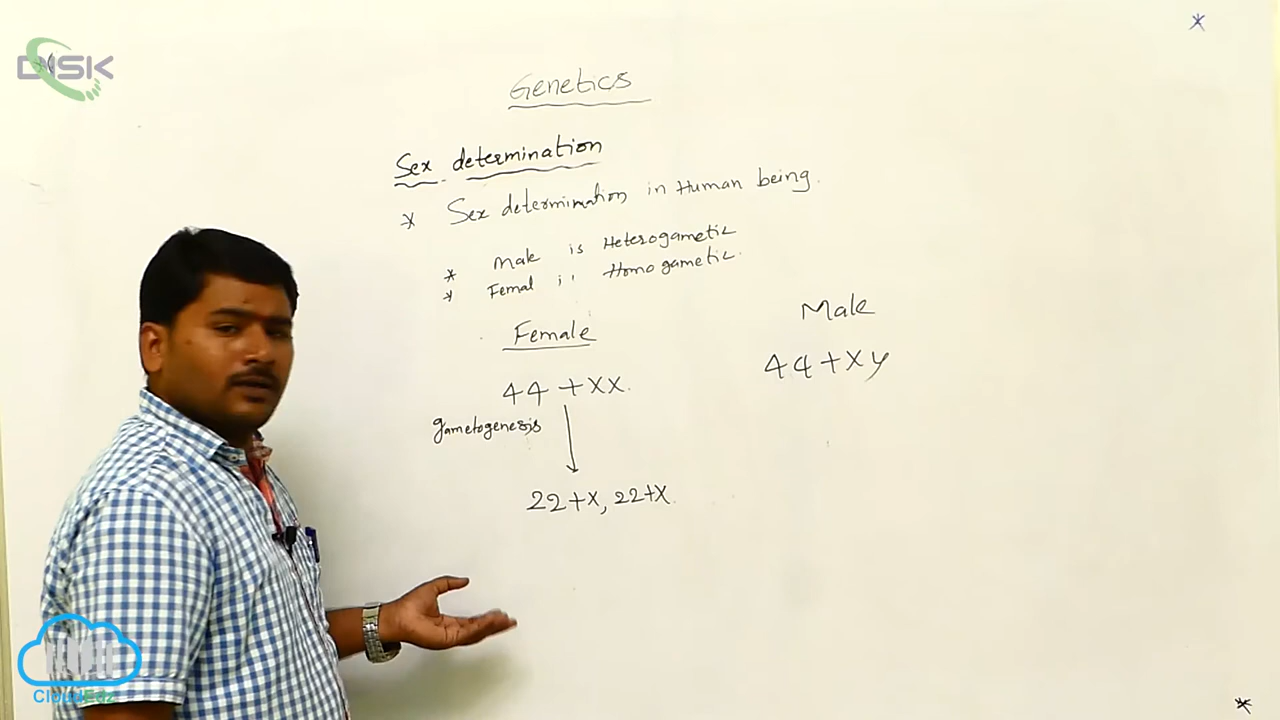 Genetics
Sex determination
* Sex determination in Human being.
* Male is Heterogametic
* Femal is Homogametic.
Female
Male
44+XX.
44+Xy
gametogenesis
22+X, 22+X.
CloudEdz